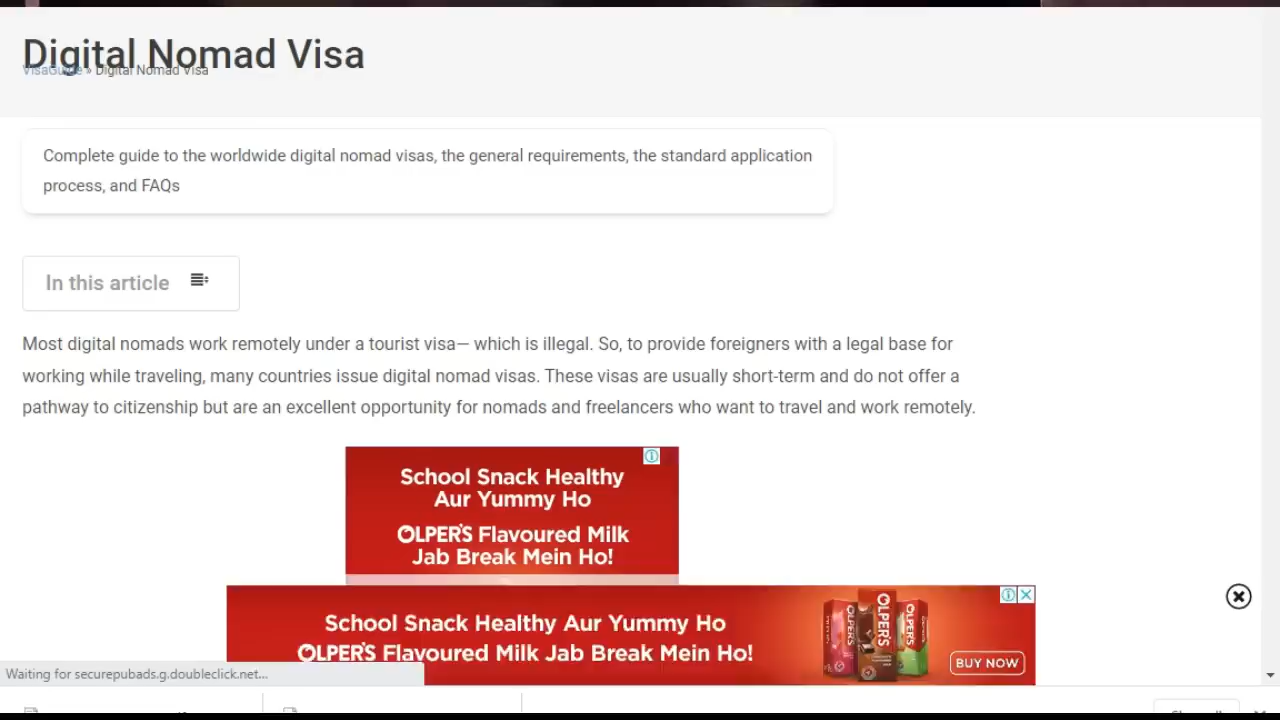 Digital Nomad Visa
VisaGuide » Digital Nomad Visa
Complete guide to the worldwide digital nomad visas, the general requirements, the standard application
process, and FAQs
In this article
Most digital nomads work remotely under a tourist visa— which is illegal. So, to provide foreigners with a legal base for
working while traveling, many countries issue digital nomad visas. These visas are usually short-term and do not offer a
pathway to citizenship but are an excellent opportunity for nomads and freelancers who want to travel and work remotely.
School Snack Healthy
Aur Yummy Ho
OLPER'S Flavoured Milk
Jab Break Mein Ho!
School Snack Healthy Aur Yummy Ho
OLPER'S Flavoured Milk Jab Break Mein Ho!
OLPER'S
OLPER'S
OLPER'S
BUY NOW
Waiting for securepubads.g.doubleclick.net...